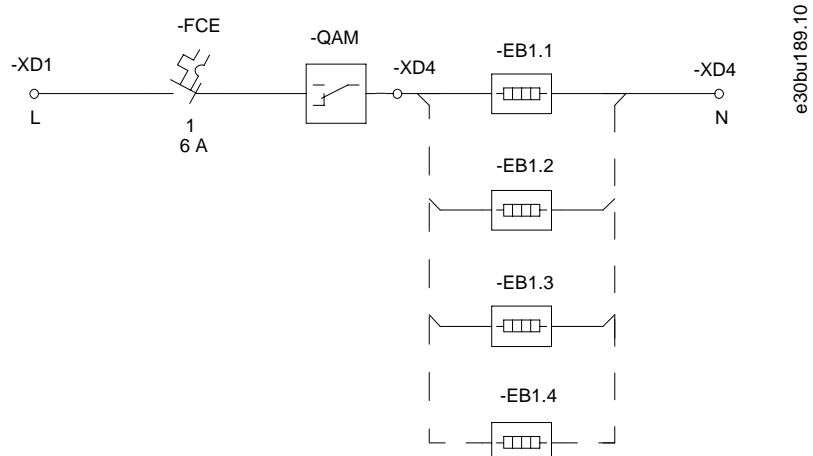 -FCE
-QAM
-EB1.1
-XD1
-XD4
-XD4
L
N
1
6 A
-EB1.2
-EB1.3
-EB1.4
e30bu189.10